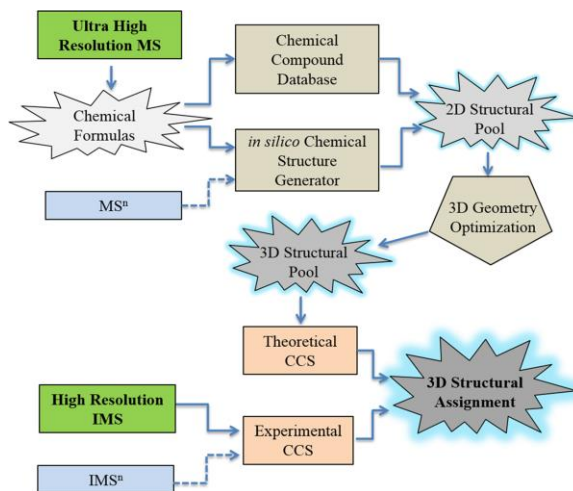 Ultra High
Resolution MS
Chemical
Compound
Database
Chemical
Formulas
2D Structural
Pool
in silico Chemical
Structure
Generator
MSⁿ
3D Geometry
Optimization
3D Structural
Pool
Theoretical
CCS
3D Structural
Assignment
High Resolution
IMS
Experimental
CCS
IMSⁿ